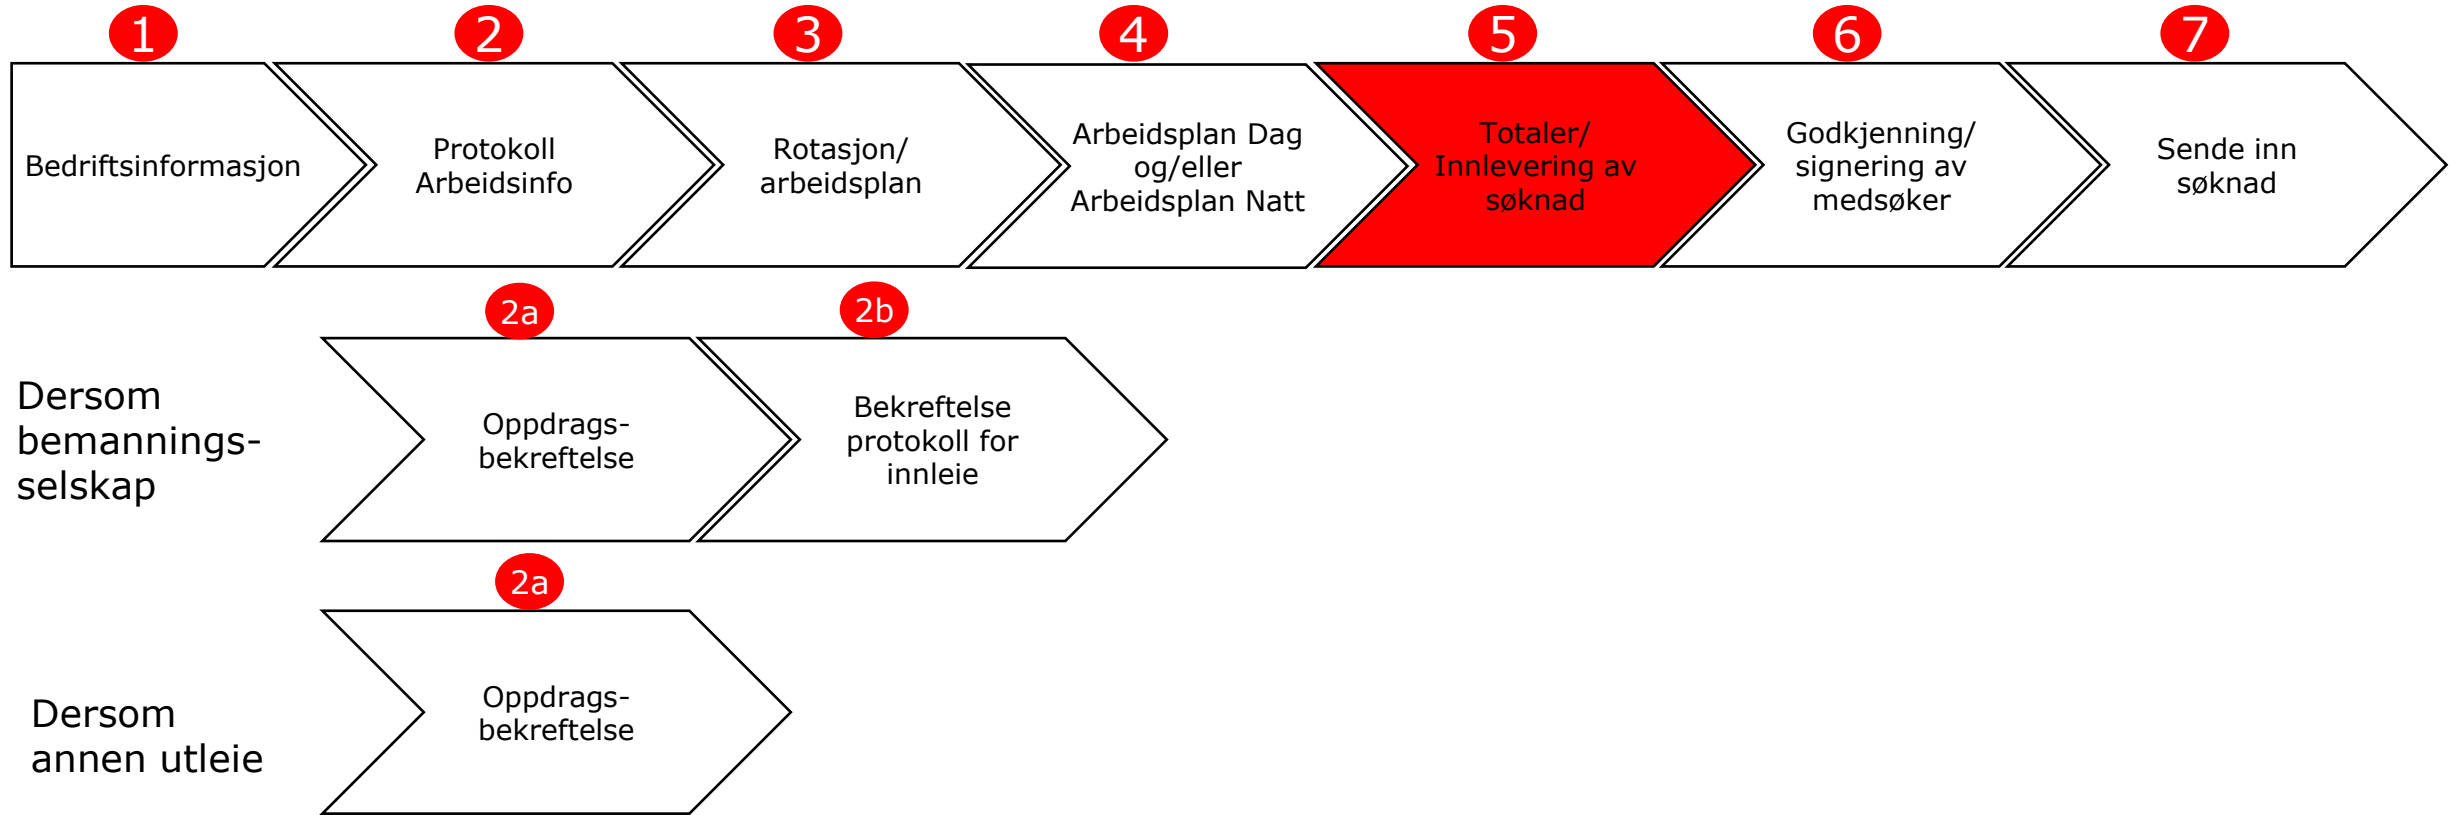 1
2
3
4
5
6
7
Bedriftsinformasjon
Protokoll
Arbeidsinfo
Rotasjon/
arbeidsplan
Arbeidsplan Dag
og/eller
Arbeidsplan Natt
Totaler/
Innlevering av
søknad
Godkjenning/
signering av
medsøker
Sende inn
søknad
Dersom
bemannings-
selskap
2a
Oppdrags-
bekreftelse
2b
Bekreftelse
protokoll for
innleie
Dersom
annen utleie
2a
Oppdrags-
bekreftelse